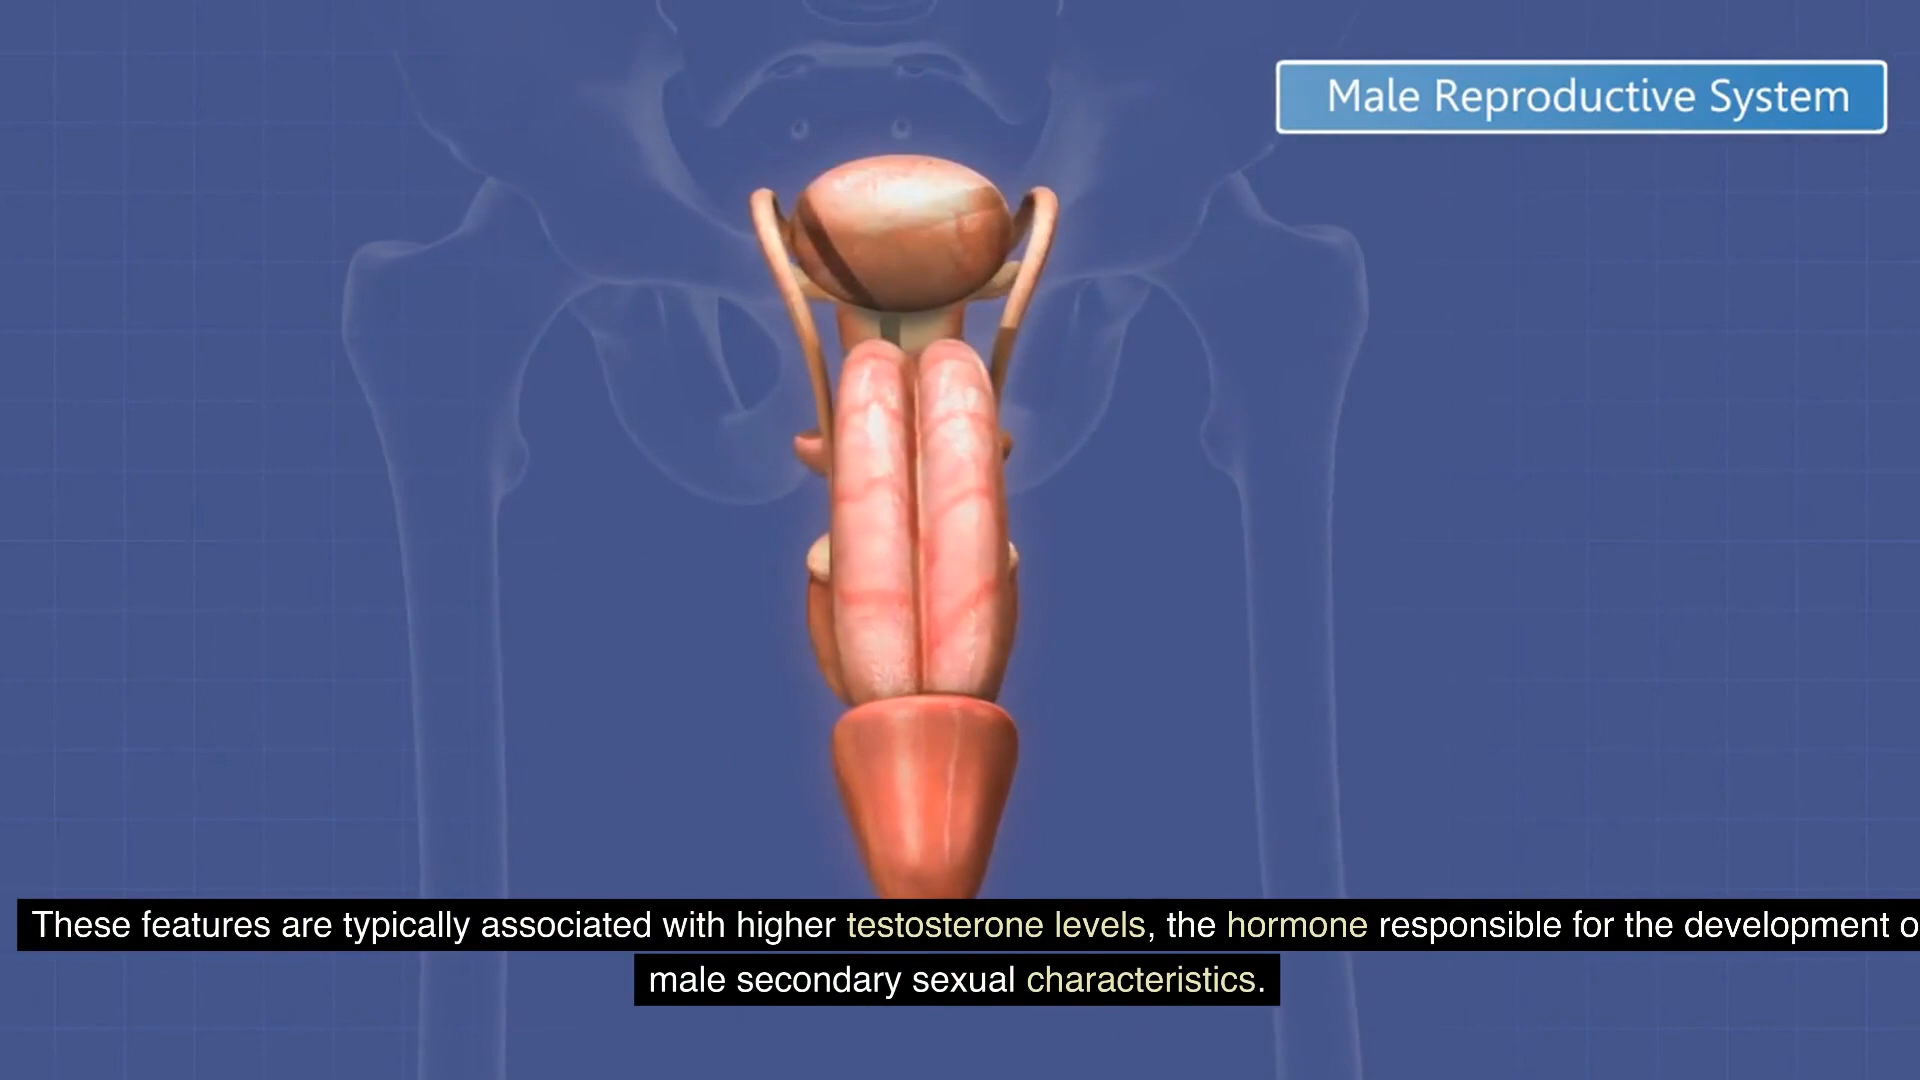 Male Reproductive System
These features are typically associated with higher testosterone levels, the hormone responsible for the development o
male secondary sexual characteristics.